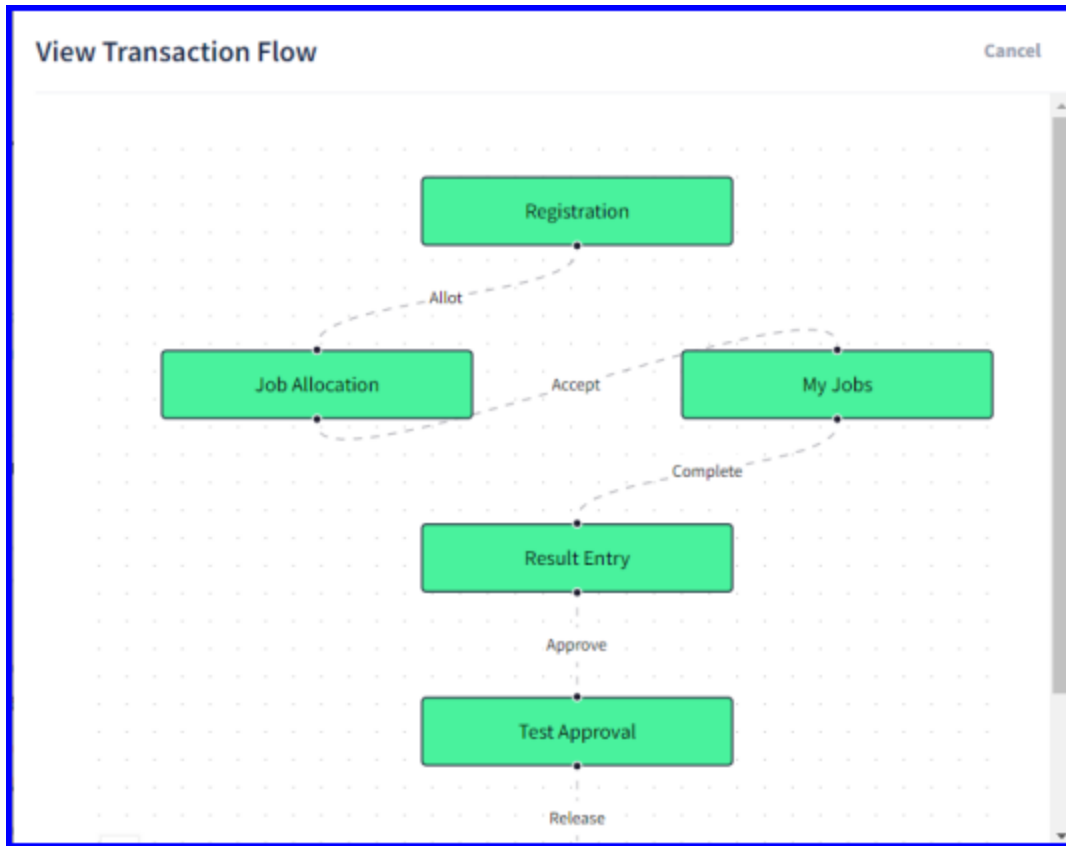 View Transaction Flow
Cancel
Registration
Allot
Job Allocation
Accept
My Jobs
Complete
Result Entry
Approve
Test Approval
Release